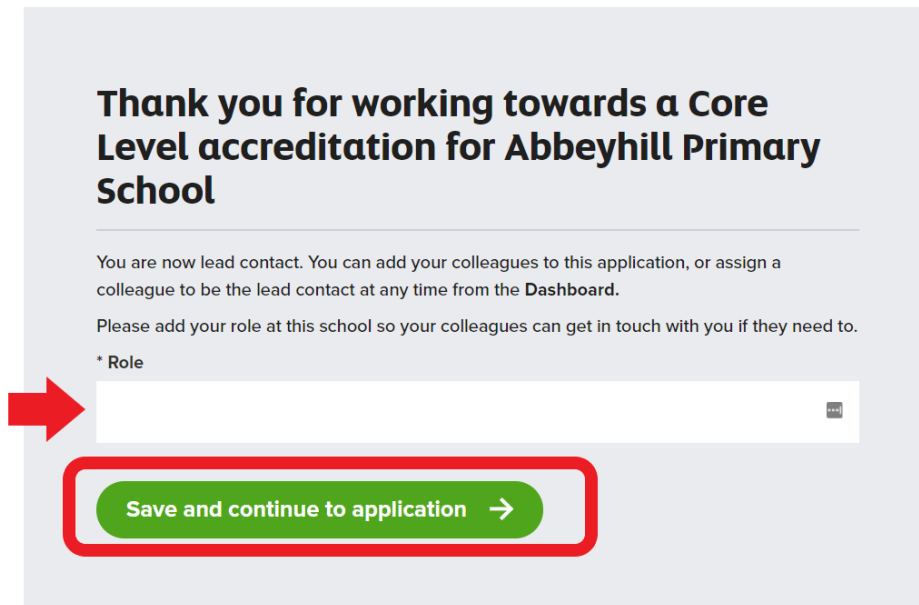 Thank you for working towards a Core
Level accreditation for Abbeyhill Primary
School
You are now lead contact. You can add your colleagues to this application, or assign a
colleague to be the lead contact at any time from the Dashboard.
Please add your role at this school so your colleagues can get in touch with you if they need to.
* Role
Save and continue to application →